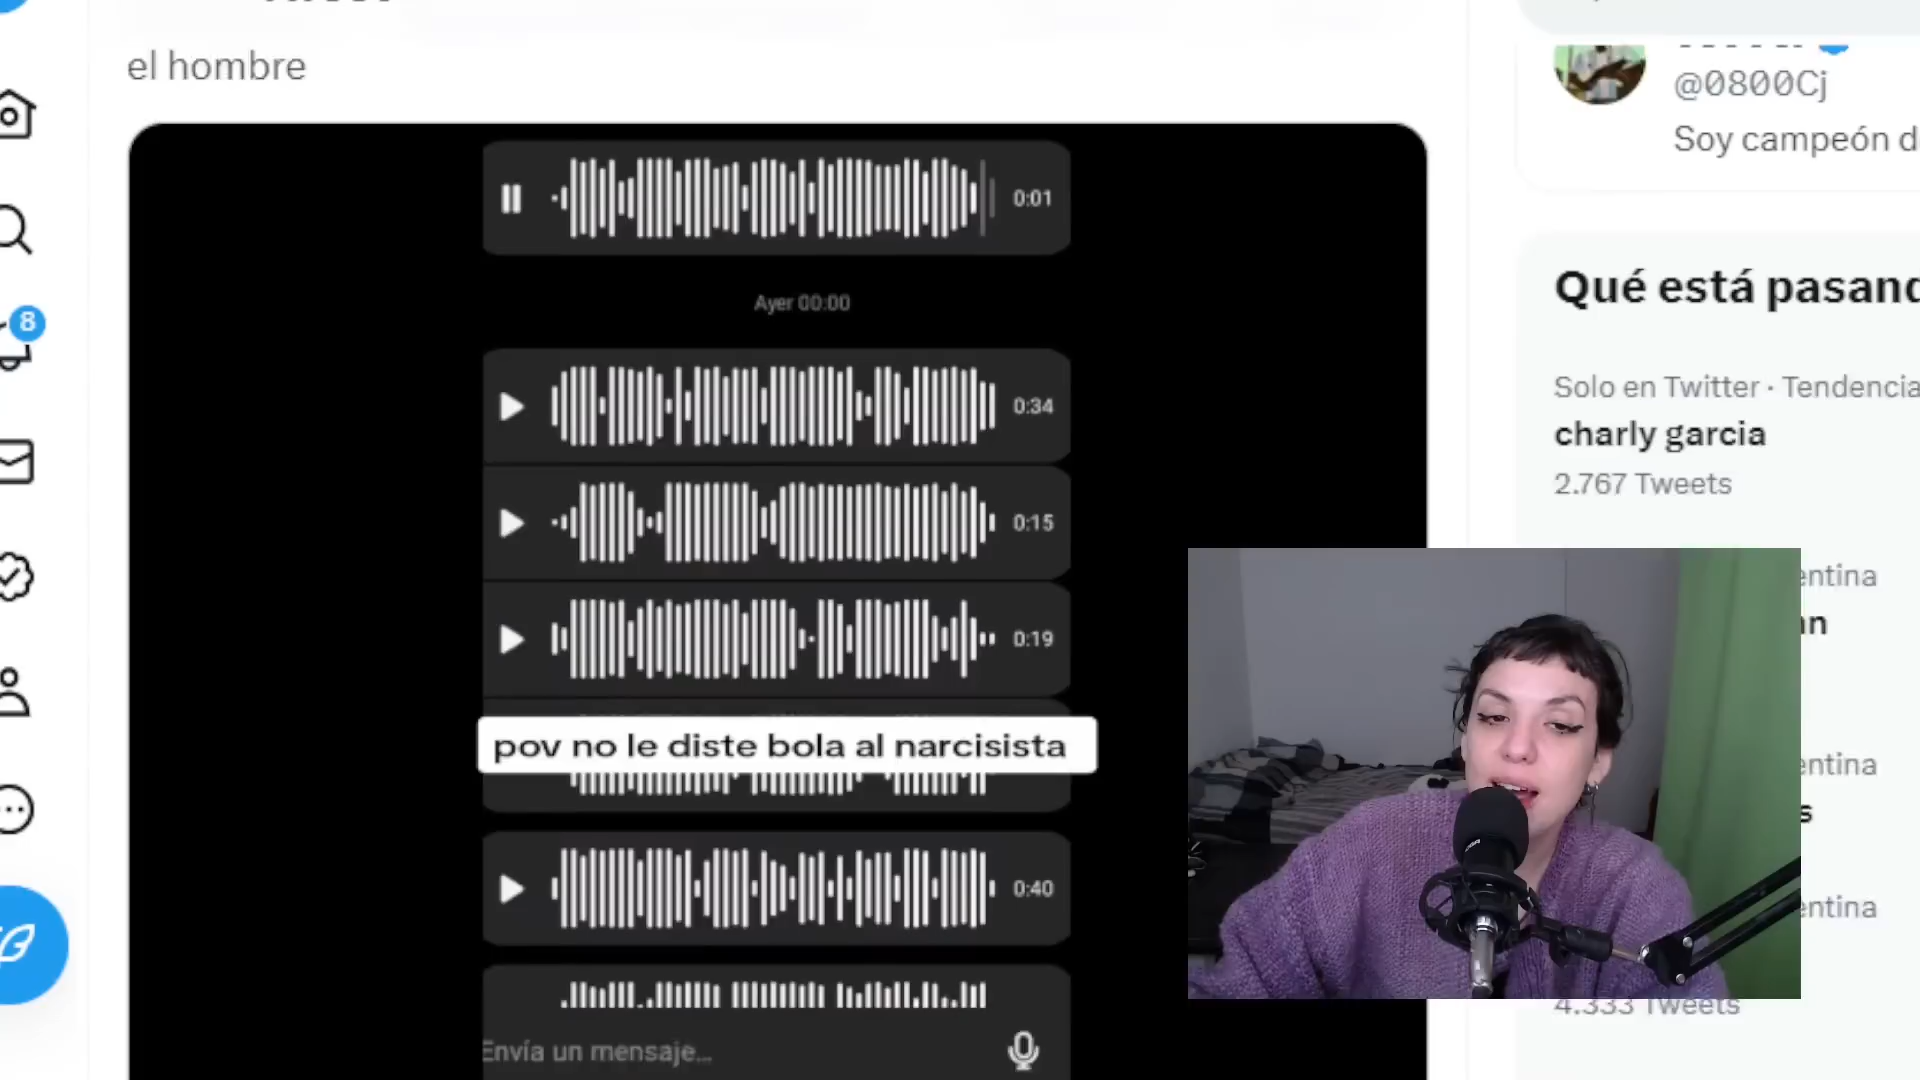 el hombre
0:01
Ayer 00:00
0:34
0:15
0:19
pov no le diste bola al narcisista
0:40
Envía un mensaje...
8
@0800Cj
Soy campeón d
Qué está pasand
Solo en Twitter · Tendencia
charly garcia
2.767 Tweets
entina
entina
entina
4.333 Tweets